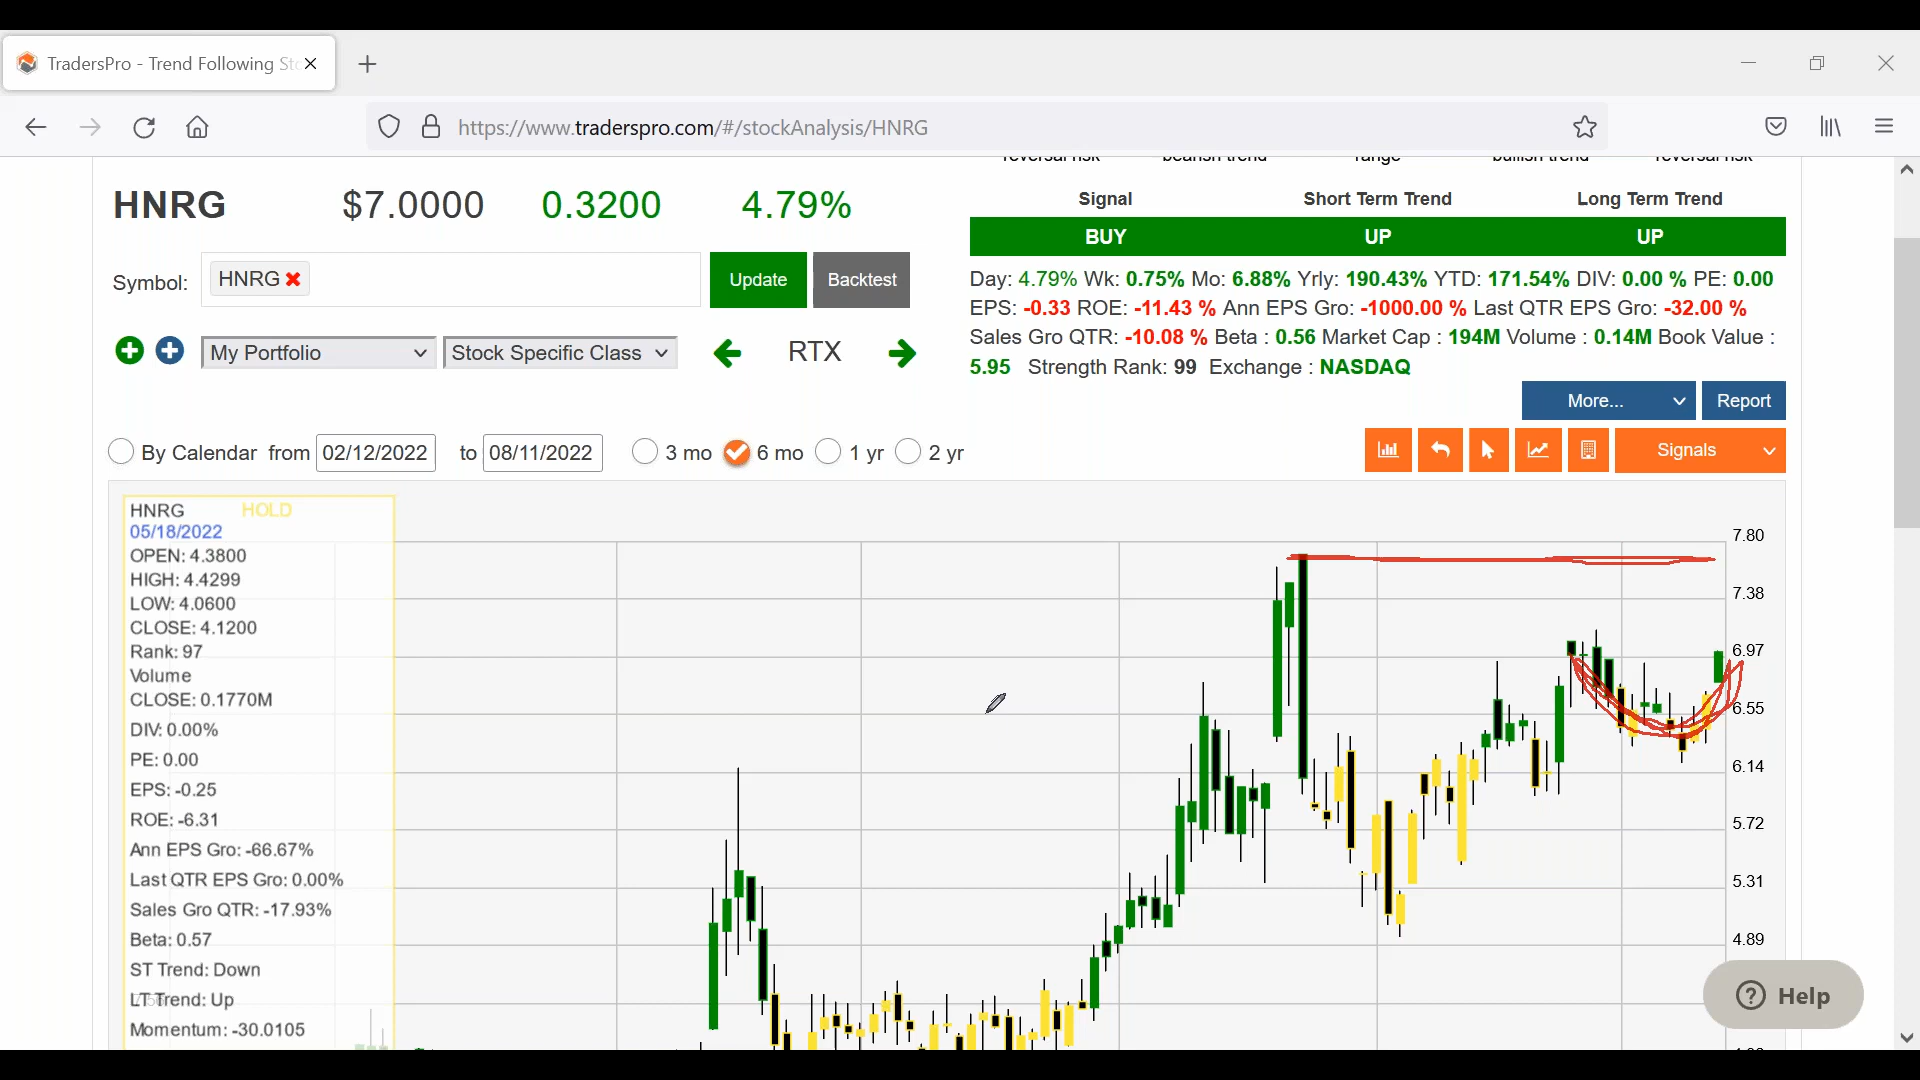 TradersPro - Trend Following Sto
https://www.traderspro.com/#/stockAnalysis/HNRG
reversal risk bearish trend range bullish trend reversal risk
HNRG $7.0000 0.3200 4.79%
Signal Short Term Trend Long Term Trend
BUY UP UP
Symbol: HNRG Update Backtest
Day: 4.79% Wk: 0.75% Mo: 6.88% Yrly: 190.43% YTD: 171.54% DIV: 0.00 % PE: 0.00
EPS: -0.33 ROE: -11.43 % Ann EPS Gro: -1000.00 % Last QTR EPS Gro: -32.00 %
Sales Gro QTR: -10.08 % Beta : 0.56 Market Cap : 194M Volume : 0.14M Book Value :
5.95 Strength Rank: 99 Exchange : NASDAQ
My Portfolio Stock Specific Class RTX
More... Report
By Calendar from 02/12/2022 to 08/11/2022 3 mo 6 mo 1 yr 2 yr
Signals
HNRG HOLD
05/18/2022
OPEN: 4.3800
HIGH: 4.4299
LOW: 4.0600
CLOSE: 4.1200
Rank: 97
Volume
CLOSE: 0.1770M
DIV: 0.00%
PE: 0.00
EPS: -0.25
ROE: -6.31
Ann EPS Gro: -66.67%
Last QTR EPS Gro: 0.00%
Sales Gro QTR: -17.93%
Beta: 0.57
ST Trend: Down
LT Trend: Up
Momentum: -30.0105
7.80
7.38
6.97
6.55
6.14
5.72
5.31
4.89
Help